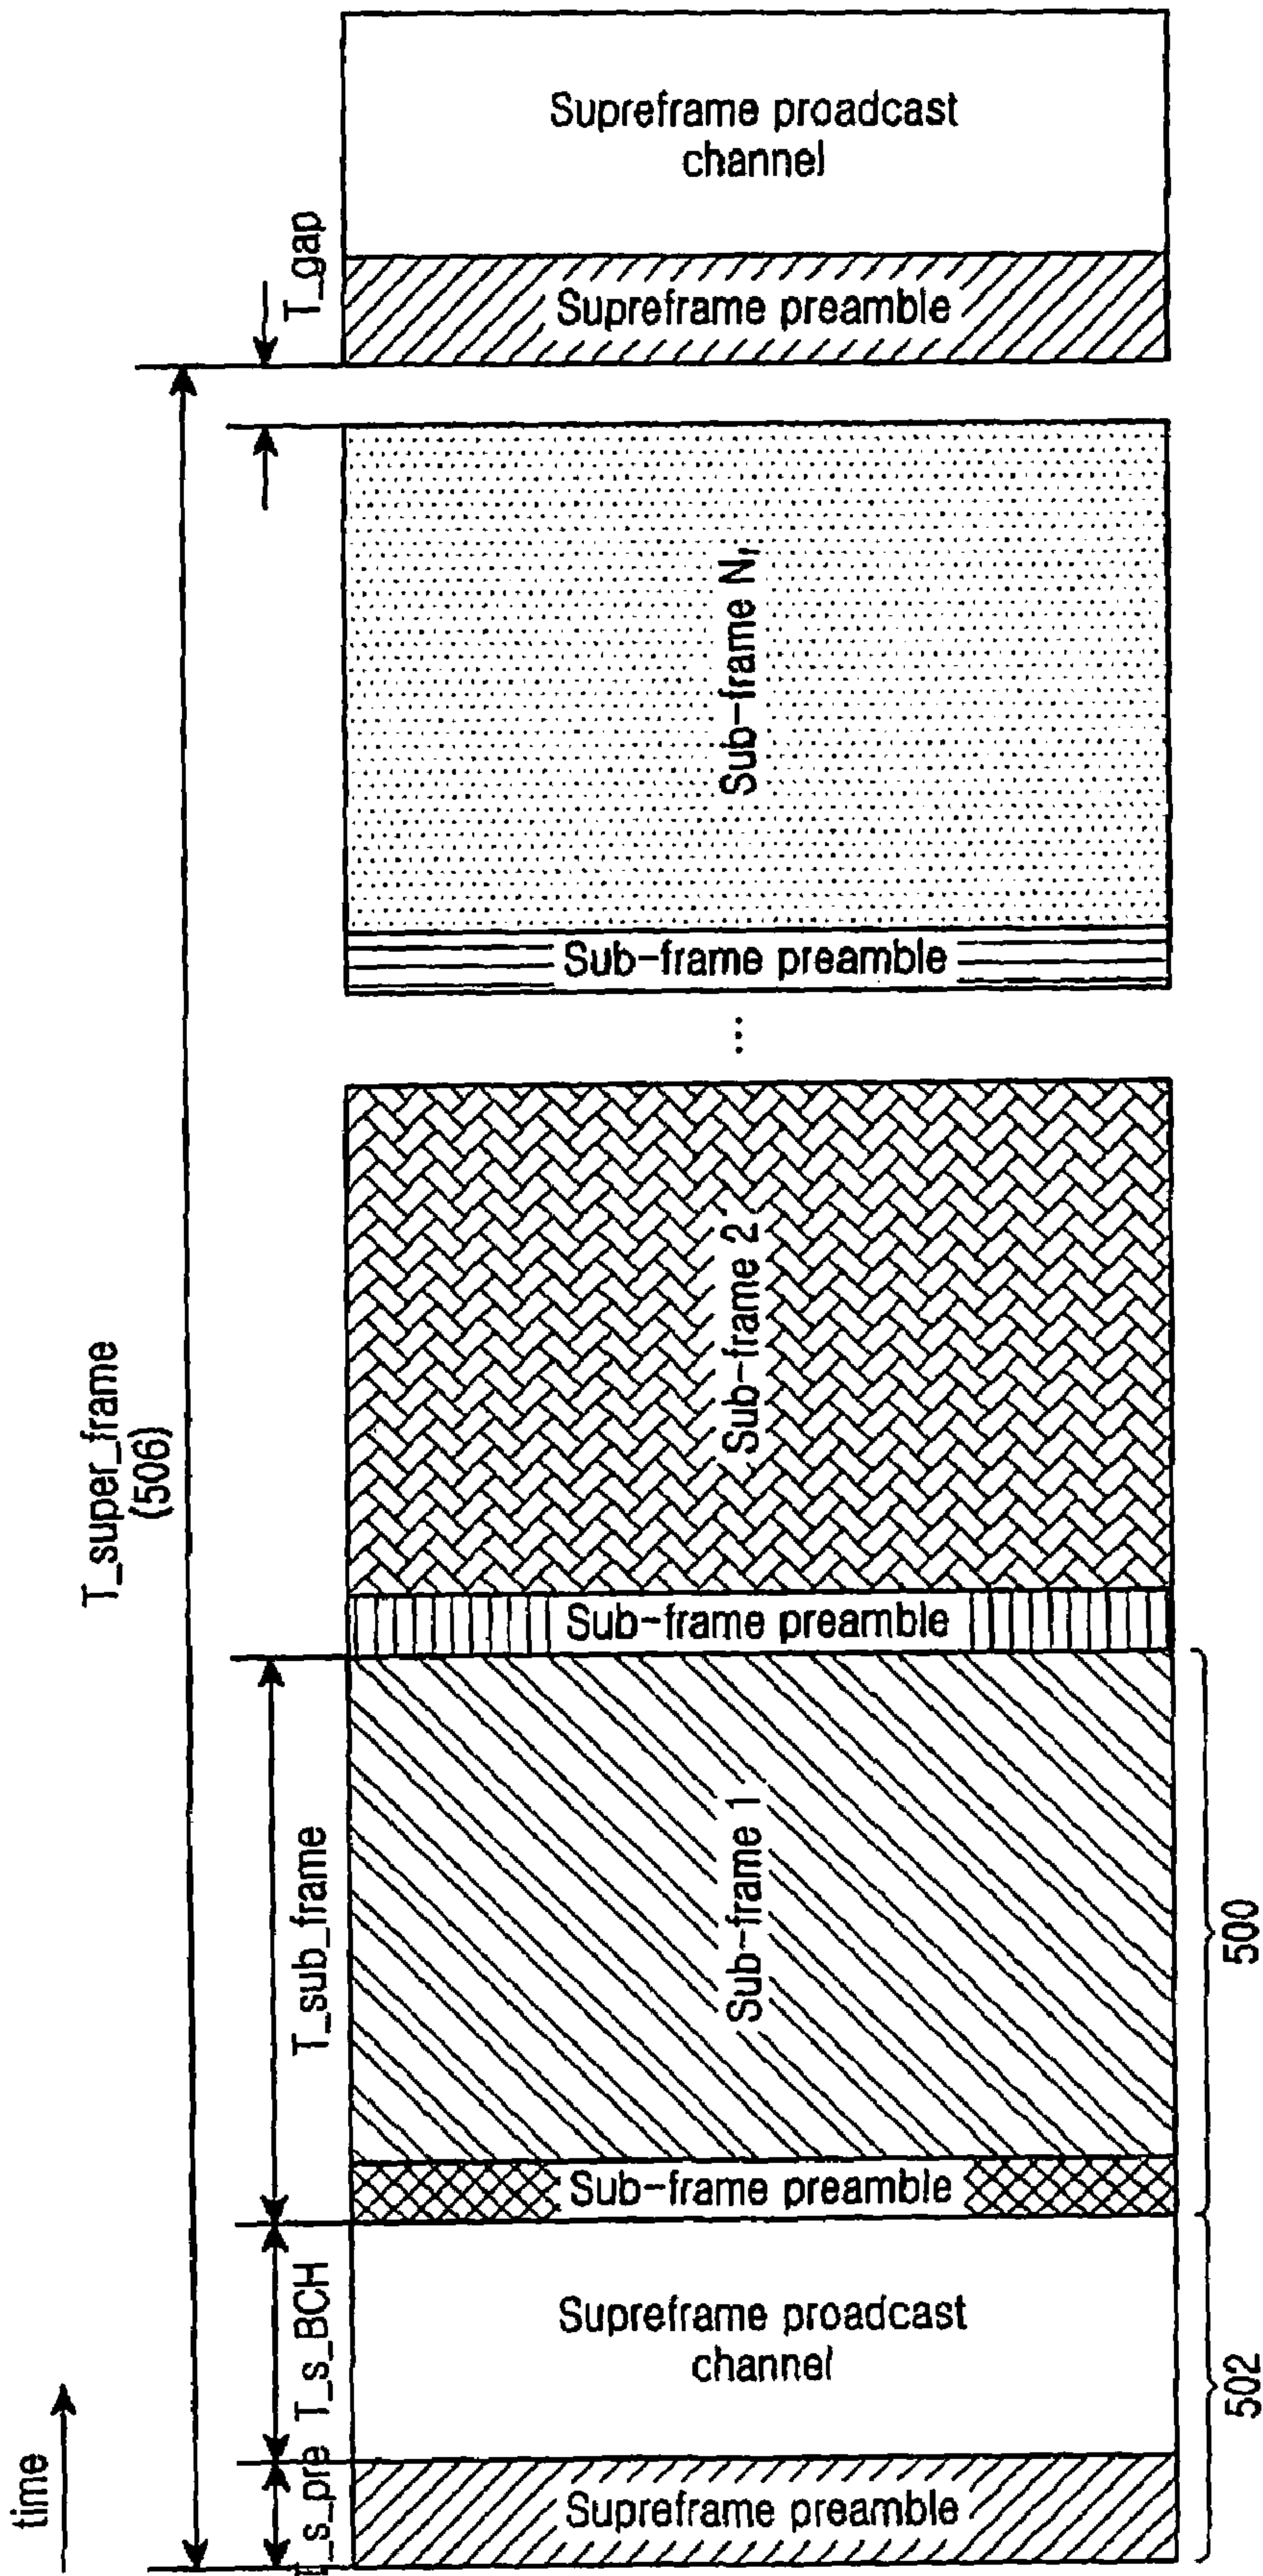 time
T_super_frame
(506)
T_s_pre
T_s_BCH
T_sub_frame
T_gap
Supreframe preamble
Supreframe proadcast
channel
Sub-frame preamble
Sub-frame 1
Sub-frame preamble
Sub-frame 2
...
Sub-frame preamble
Sub-frame N,
Supreframe preamble
Supreframe proadcast
channel
502
500